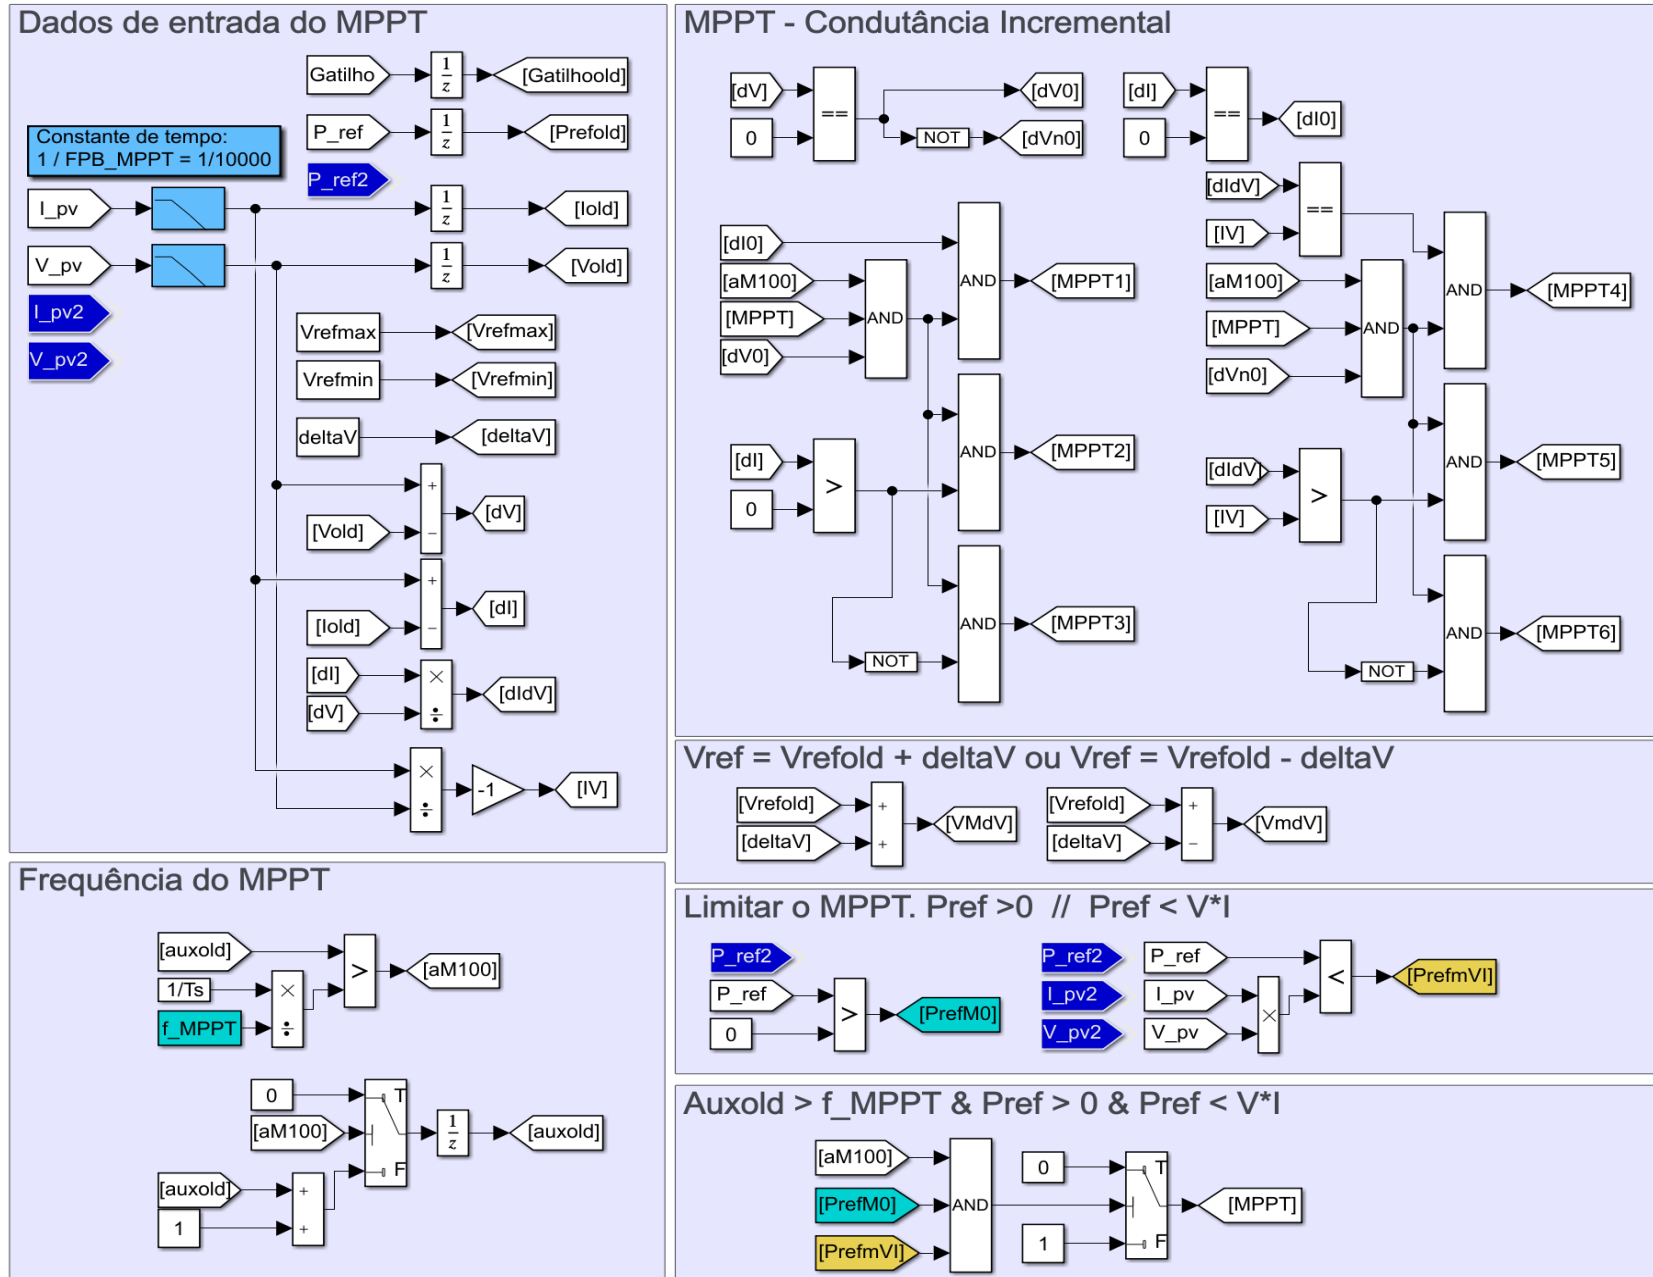 Dados de entrada do MPPT
Gatilho
1
z
[Gatilhoold]
P_ref
1
z
[Prefold]
Constante de tempo:
1 / FPB_MPPT = 1/10000
P_ref2
I_pv
1
z
[Iold]
V_pv
1
z
[Vold]
I_pv2
V_pv2
Vrefmax
[Vrefmax]
Vrefmin
[Vrefmin]
deltaV
[deltaV]
+
−
[Vold]
[dV]
+
−
[Iold]
[dI]
[dI]
[dV]
×
÷
[dIdV]
×
÷
-1
[IV]
Frequência do MPPT
[auxold]
1/Ts
f_MPPT
×
÷
>
[aM100]
0
[aM100]
T
F
1
z
[auxold]
[auxold]
1
+
+
MPPT - Condutância Incremental
[dV]
0
==
[dV0]
NOT
[dVn0]
[dI]
0
==
[dI0]
[dI0]
[aM100]
[MPPT]
[dV0]
AND
AND
[MPPT1]
AND
[MPPT2]
[dI]
0
>
AND
[MPPT3]
NOT
[dIdV]
[IV]
==
[aM100]
[MPPT]
[dVn0]
AND
AND
[MPPT4]
AND
[MPPT5]
[dIdV]
[IV]
>
AND
[MPPT6]
NOT
Vref = Vrefold + deltaV ou Vref = Vrefold - deltaV
[Vrefold]
[deltaV]
+
+
[VMdV]
[Vrefold]
[deltaV]
+
−
[VmdV]
Limitar o MPPT. Pref >0 // Pref < V*I
P_ref2
P_ref
0
>
[PrefM0]
P_ref2
I_pv2
V_pv2
P_ref
I_pv
V_pv
×
<
[PrefmVI]
Auxold > f_MPPT & Pref > 0 & Pref < V*I
[aM100]
[PrefM0]
[PrefmVI]
AND
0
1
T
F
[MPPT]